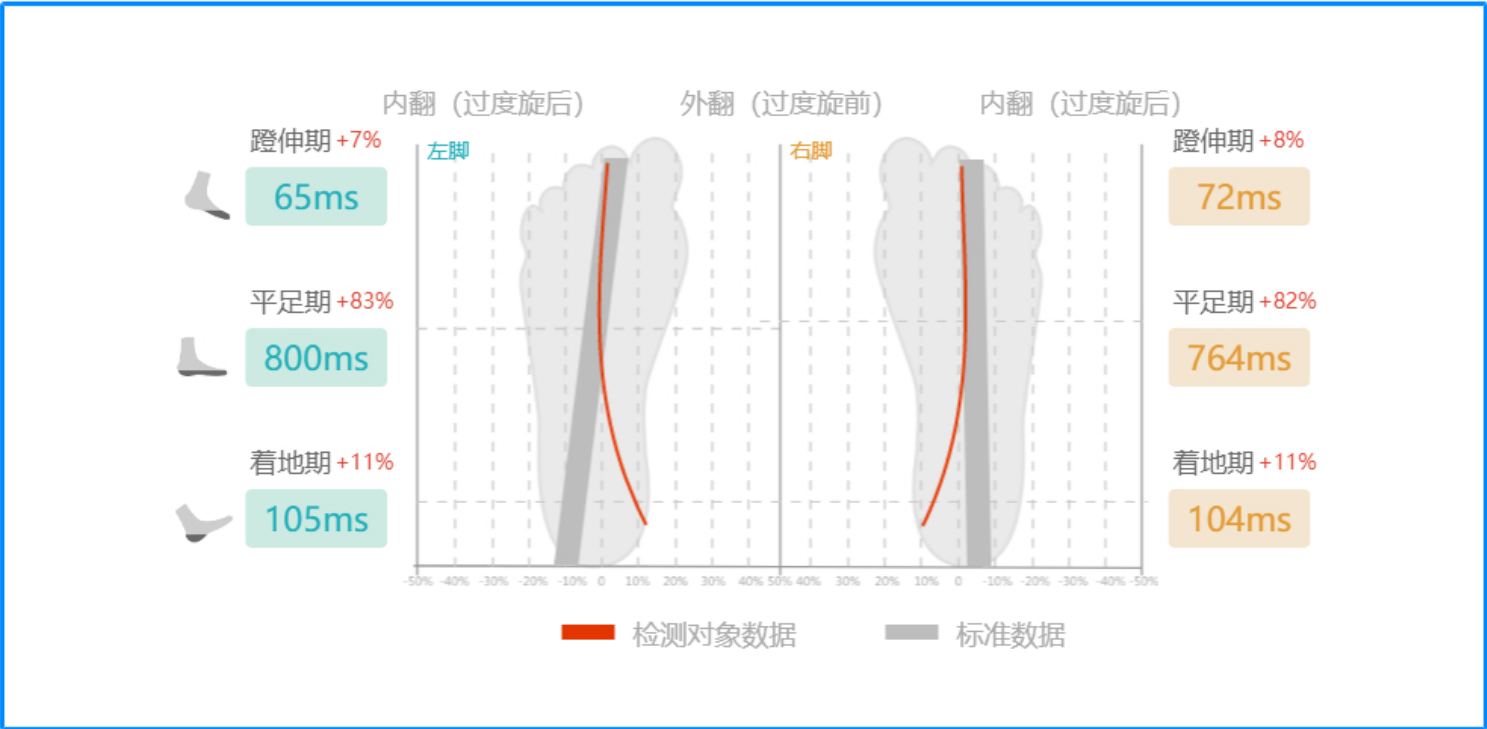 内翻（过度旋后） 外翻（过度旋前） 内翻（过度旋后）
蹬伸期 +7%
65ms
平足期 +83%
800ms
着地期 +11%
105ms
左脚
右脚
蹬伸期 +8%
72ms
平足期 +82%
764ms
着地期 +11%
104ms
-50% -40% -30% -20% -10% 0 10% 20% 30% 40% 50% 40% 30% 20% 10% 0 -10% -20% -30% -40% -50%
检测对象数据 标准数据